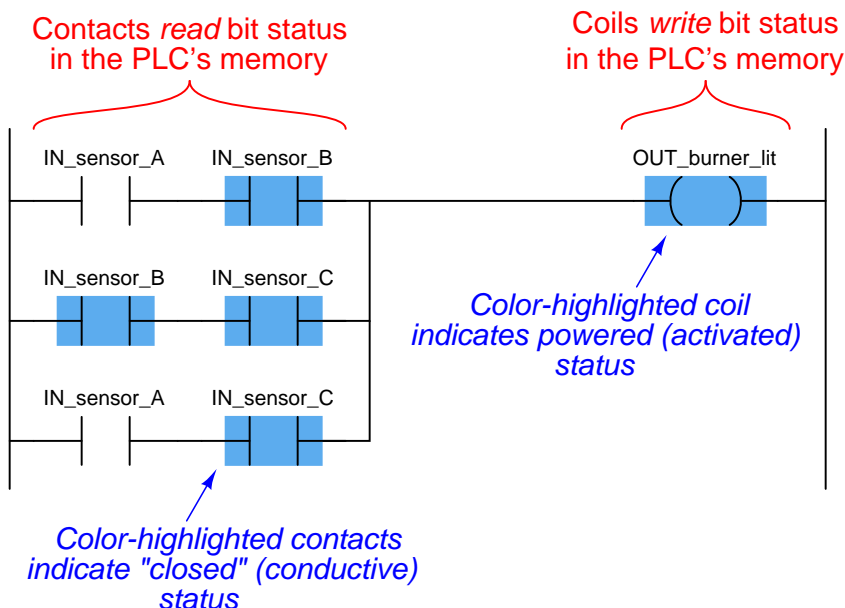 Contacts read bit status
in the PLC's memory
Coils write bit status
in the PLC's memory
IN_sensor_A
IN_sensor_B
OUT_burner_lit
IN_sensor_B
IN_sensor_C
Color-highlighted coil
indicates powered (activated)
status
IN_sensor_A
IN_sensor_C
Color-highlighted contacts
indicate "closed" (conductive)
status